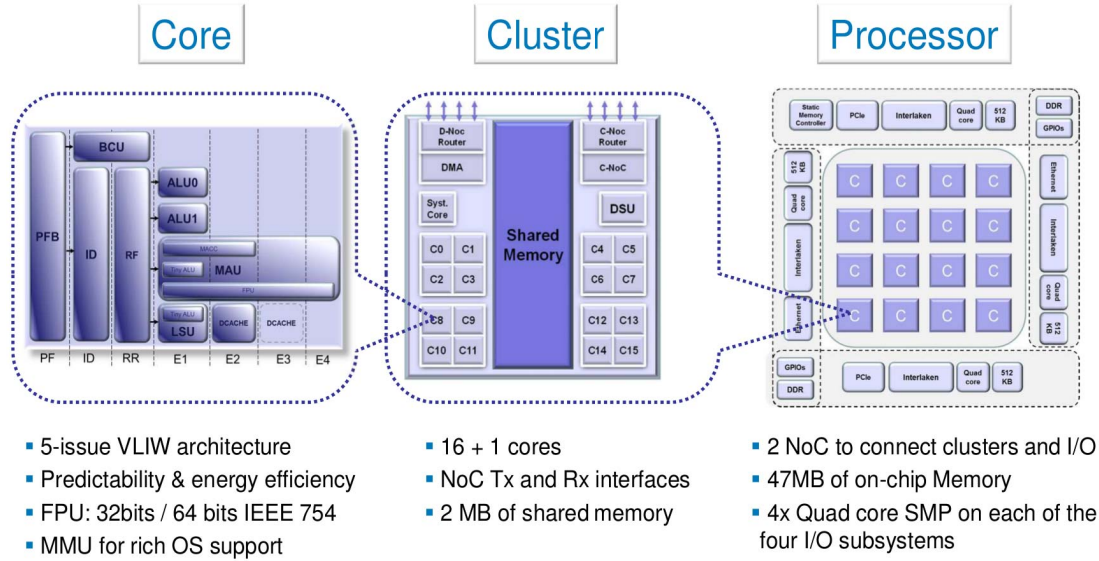 Core
Cluster
Processor
PFB
BCU
ID
RF
ALU0
ALU1
MACC
Tiny ALU
MAU
FPU
Tiny ALU
LSU
DCACHE
DCACHE
PF
ID
RR
E1
E2
E3
E4
D-Noc
Router
DMA
Syst.
Core
C0
C1
C2
C3
C8
C9
C10
C11
Shared
Memory
C-Noc
Router
C-NoC
DSU
C4
C5
C6
C7
C12
C13
C14
C15
Static
Memory
Controller
PCIe
Interlaken
Quad
core
512
KB
DDR
GPIOs
512
KB
Quad
core
Interlaken
Ethernet
C C C C
C C C C
C C C C
C C C C
Ethernet
Interlaken
Quad
core
512
KB
GPIOs
DDR
PCIe
Interlaken
Quad
core
512
KB
▪ 5-issue VLIW architecture
▪ Predictability & energy efficiency
▪ FPU: 32bits / 64 bits IEEE 754
▪ MMU for rich OS support
▪ 16 + 1 cores
▪ NoC Tx and Rx interfaces
▪ 2 MB of shared memory
▪ 2 NoC to connect clusters and I/O
▪ 47MB of on-chip Memory
▪ 4x Quad core SMP on each of the
four I/O subsystems